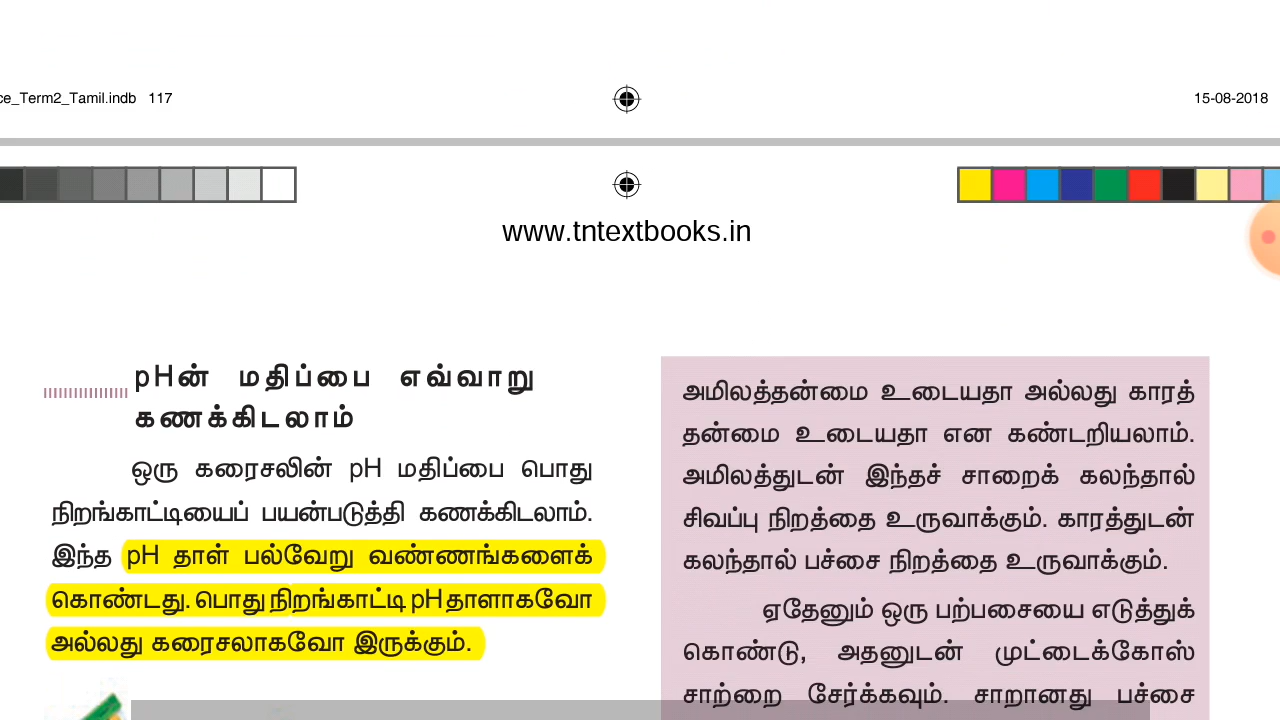 ce_Term2_Tamil.indb 117
15-08-2018
www.tntextbooks.in
pHன் மதிப்பை எவ்வாறு
கணக்கிடலாம்
ஒரு கரைசலின் pH மதிப்பை பொது
நிறங்காட்டியைப் பயன்படுத்தி கணக்கிடலாம்.
இந்த pH தாள் பல்வேறு வண்ணங்களைக்
கொண்டது. பொது நிறங்காட்டி pH தாளாகவோ
அல்லது கரைசலாகவோ இருக்கும்.
அமிலத்தன்மை உடையதா அல்லது காரத்
தன்மை உடையதா என கண்டறியலாம்.
அமிலத்துடன் இந்தச் சாறைக் கலந்தால்
சிவப்பு நிறத்தை உருவாக்கும். காரத்துடன்
கலந்தால் பச்சை நிறத்தை உருவாக்கும்.
ஏதேனும் ஒரு பற்பசையை எடுத்துக்
கொண்டு, அதனுடன் முட்டைக்கோஸ்
சாற்றை சேர்க்கவும். சாறானது பச்சை